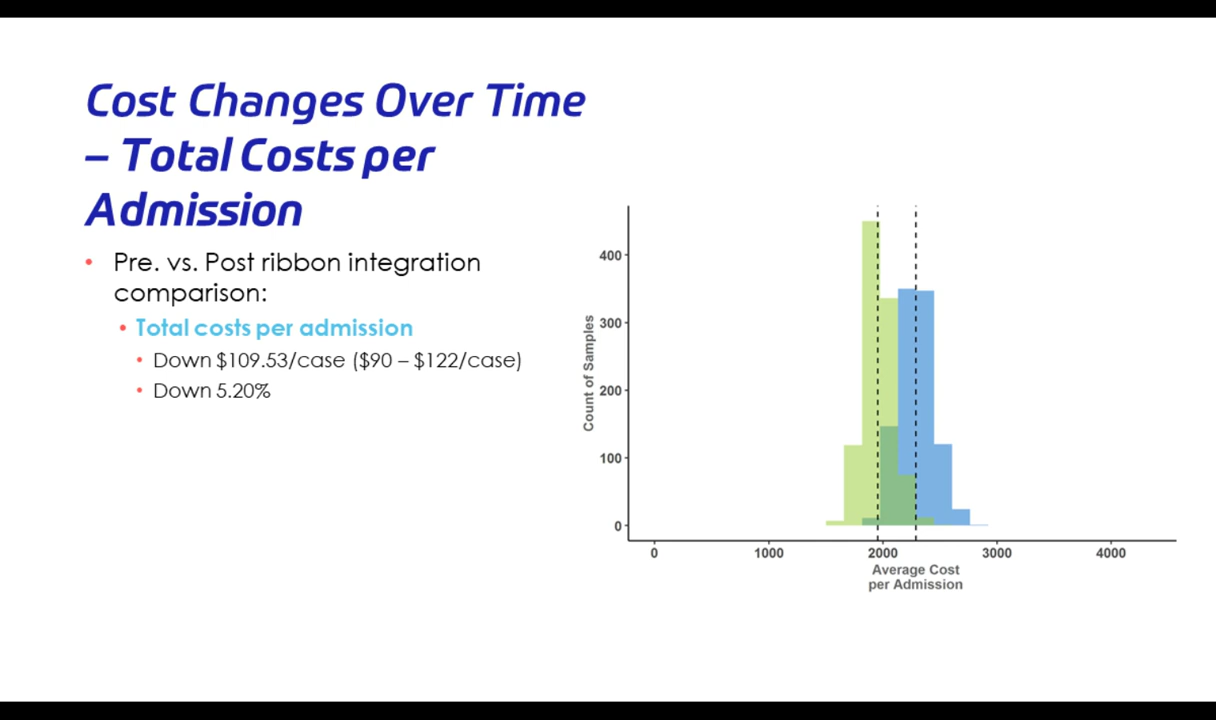 Cost Changes Over Time
– Total Costs per
Admission
• Pre. vs. Post ribbon integration
comparison:
• Total costs per admission
• Down $109.53/case ($90 – $122/case)
• Down 5.20%
Count of Samples
400
300
200
100
0
0 1000 2000 3000 4000
Average Cost
per Admission